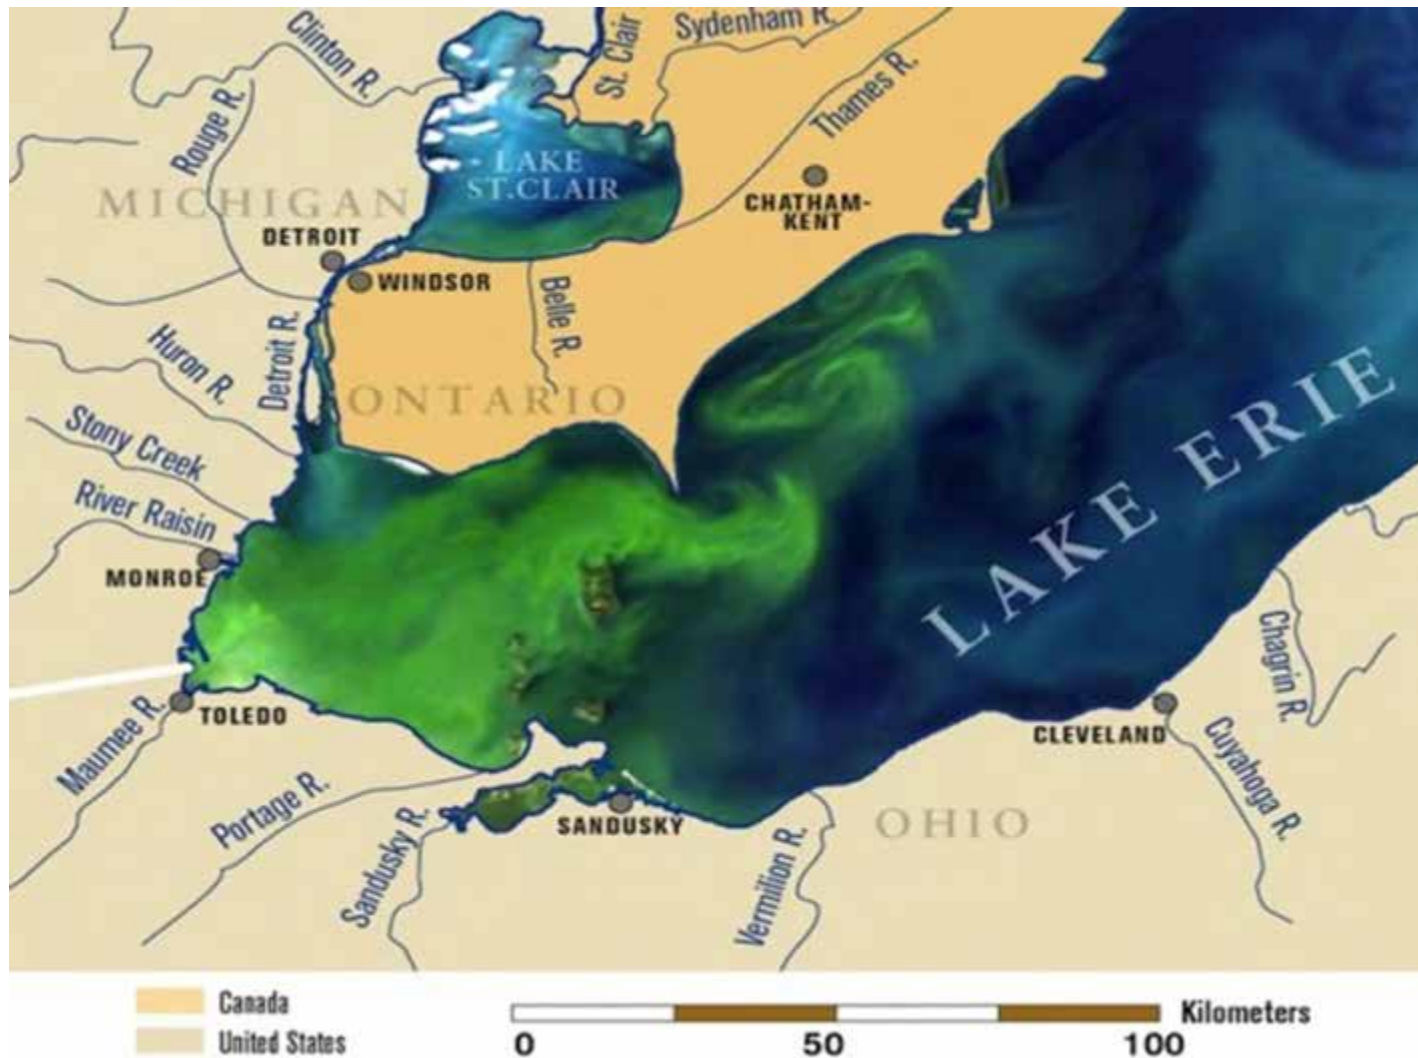 Clinton R.
St. Clair
Sydenham R.
Thames R.
Rouge R.
LAKE
ST.CLAIR
MICHIGAN
CHATHAM-
KENT
DETROIT
WINDSOR
Belle R.
Detroit R.
Huron R.
ONTARIO
Stony Creek
River Raisin
MONROE
LAKE ERIE
TOLEDO
Maumee R.
Portage R.
Sandusky R.
SANDUSKY
Vermilion R.
OHIO
CLEVELAND
Cuyahoga R.
Chagrin R.
Canada
United States
Kilometers
0 50 100